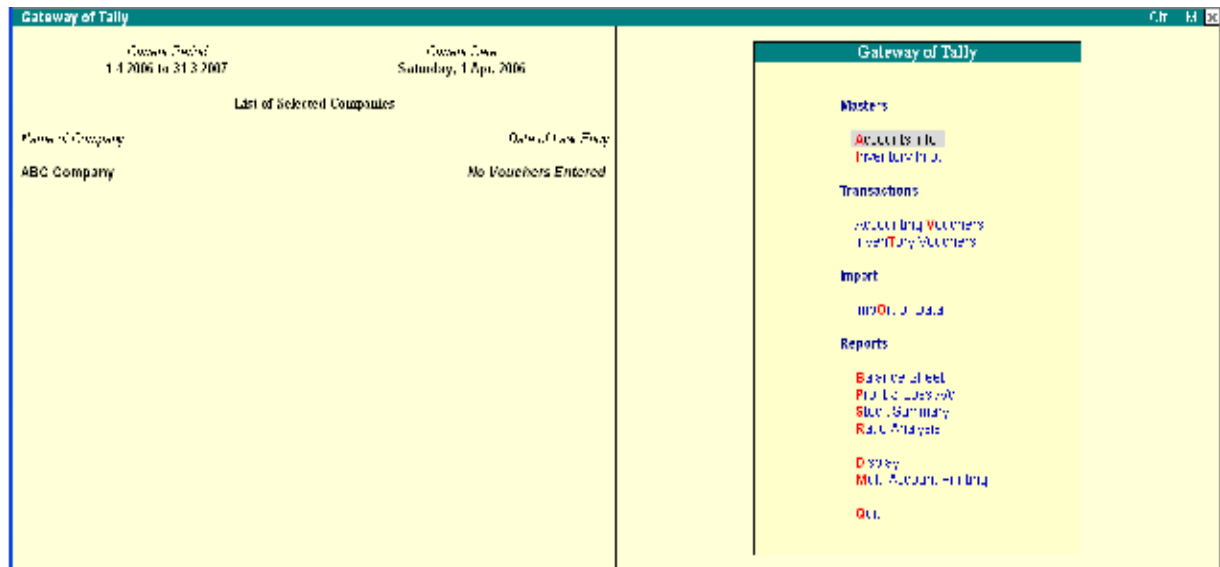 Gateway of Tally
Ctrl + M
Current Period
1-4-2006 to 31-3-2007
Current Date
Saturday, 1 Apr, 2006
List of Selected Companies
Name of Company
Date of Last Entry
ABC Company
No Vouchers Entered
Gateway of Tally
Masters
Accounts Info.
Inventory Info.
Transactions
Accounting Vouchers
InvenTory Vouchers
Import
ImpOrt of Data
Reports
Balance Sheet
Profit & Loss A/c
Stock Summary
Ratio Analysis
Display
Multi Account Printing
Quit